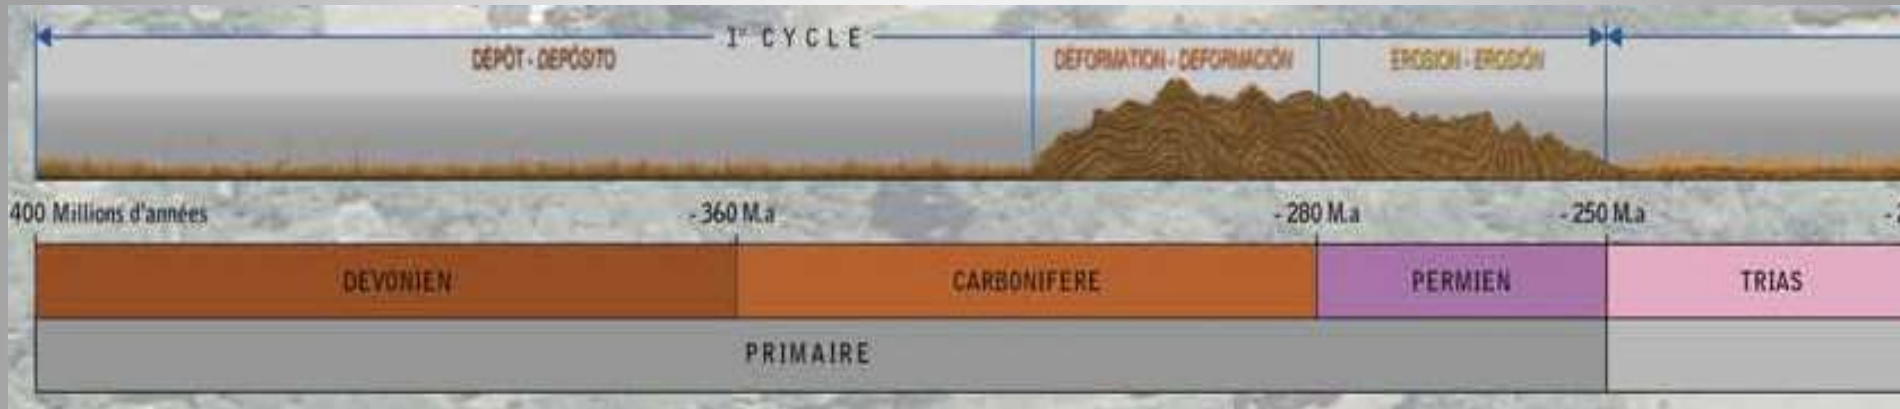 1er CYCLE
DÉPÔT - DEPÓSITO
DÉFORMATION - DEFORMACIÓN
EROSION - EROSIÓN
400 Millions d'années
- 360 M.a
- 280 M.a
- 250 M.a
DEVONIEN
CARBONIFERE
PERMIEN
TRIAS
PRIMAIRE